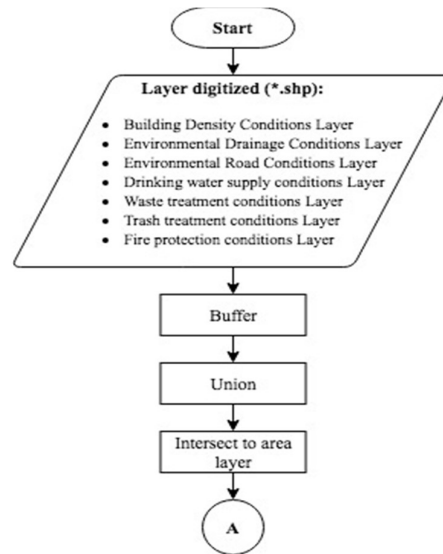 Start
Layer digitized (*.shp):
• Building Density Conditions Layer
• Environmental Drainage Conditions Layer
• Environmental Road Conditions Layer
• Drinking water supply conditions Layer
• Waste treatment conditions Layer
• Trash treatment conditions Layer
• Fire protection conditions Layer
Buffer
Union
Intersect to area
layer
A